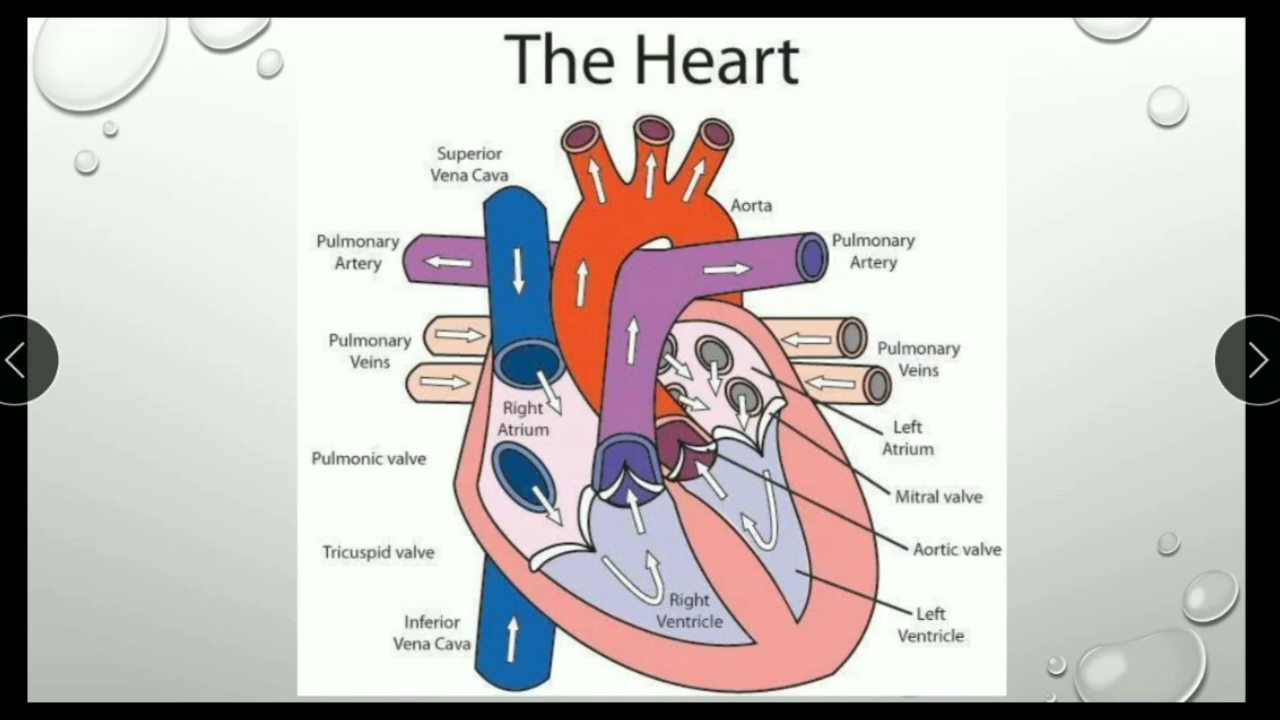 The Heart
Superior
Vena Cava
Aorta
Pulmonary
Artery
Pulmonary
Artery
Pulmonary
Veins
Pulmonary
Veins
Right
Atrium
Left
Atrium
Pulmonic valve
Mitral valve
Tricuspid valve
Aortic valve
Right
Ventricle
Inferior
Vena Cava
Left
Ventricle